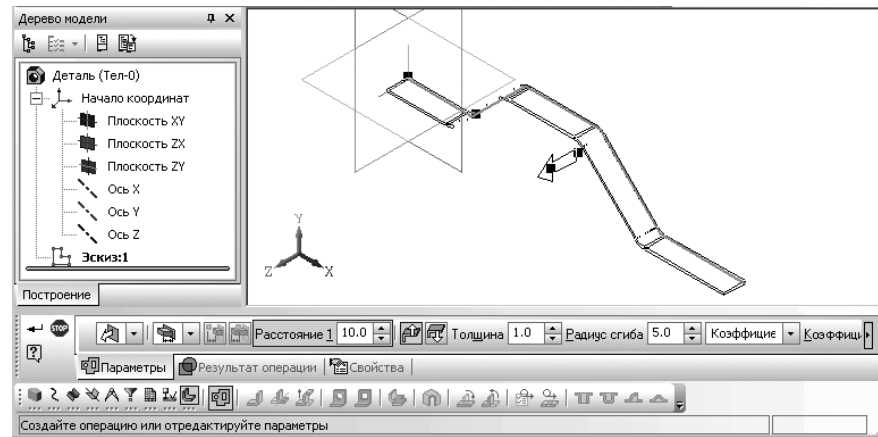 Дерево модели
Деталь (Тел-0)
Начало координат
Плоскость XY
Плоскость ZX
Плоскость ZY
Ось X
Ось Y
Ось Z
Эскиз:1
Построение
Y
Z X
STOP Расстояние 1 10.0 Толщина 1.0 Радиус сгиба 5.0 Коэффицие Коэффици
Параметры Результат операции Свойства
Создайте операцию или отредактируйте параметры